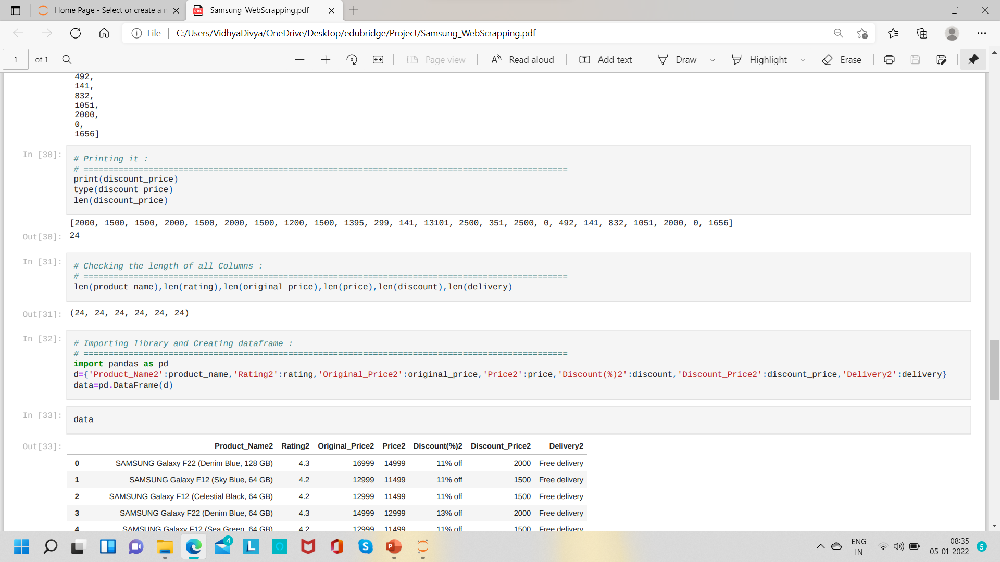 Home Page - Select or create a n
Samsung_WebScrapping.pdf
File
C:/Users/VidhyaDivya/OneDrive/Desktop/edubridge/Project/Samsung_WebScrapping.pdf
1 of 1
Page view
Read aloud
Add text
Draw
Highlight
Erase
492,
141,
832,
1051,
2000,
0,
1656]
In [30]:
# Printing it :
# =================================================================================================
print(discount_price)
type(discount_price)
len(discount_price)
[2000, 1500, 1500, 2000, 1500, 2000, 1500, 1200, 1500, 1395, 299, 141, 13101, 2500, 351, 2500, 0, 492, 141, 832, 1051, 2000, 0, 1656]
Out[30]: 24
In [31]:
# Checking the length of all Columns :
# =================================================================================================
len(product_name),len(rating),len(original_price),len(price),len(discount),len(delivery)
Out[31]: (24, 24, 24, 24, 24, 24)
In [32]:
# Importing library and Creating dataframe :
# =================================================================================================
import pandas as pd
d={'Product_Name2':product_name,'Rating2':rating,'Original_Price2':original_price,'Price2':price,'Discount(%)2':discount,'Discount_Price2':discount_price,'Delivery2':delivery}
data=pd.DataFrame(d)
In [33]:
data
Out[33]:
Product_Name2 Rating2 Original_Price2 Price2 Discount(%)2 Discount_Price2 Delivery2
0 SAMSUNG Galaxy F22 (Denim Blue, 128 GB) 4.3 16999 14999 11% off 2000 Free delivery
1 SAMSUNG Galaxy F12 (Sky Blue, 64 GB) 4.2 12999 11499 11% off 1500 Free delivery
2 SAMSUNG Galaxy F12 (Celestial Black, 64 GB) 4.2 12999 11499 11% off 1500 Free delivery
3 SAMSUNG Galaxy F22 (Denim Blue, 64 GB) 4.3 14999 12999 13% off 2000 Free delivery
4 SAMSUNG Galaxy F12 (Sea Green, 64 GB) 4.2 12999 11499 11% off 1500 Free delivery
4
ENG
IN
08:35
05-01-2022
5